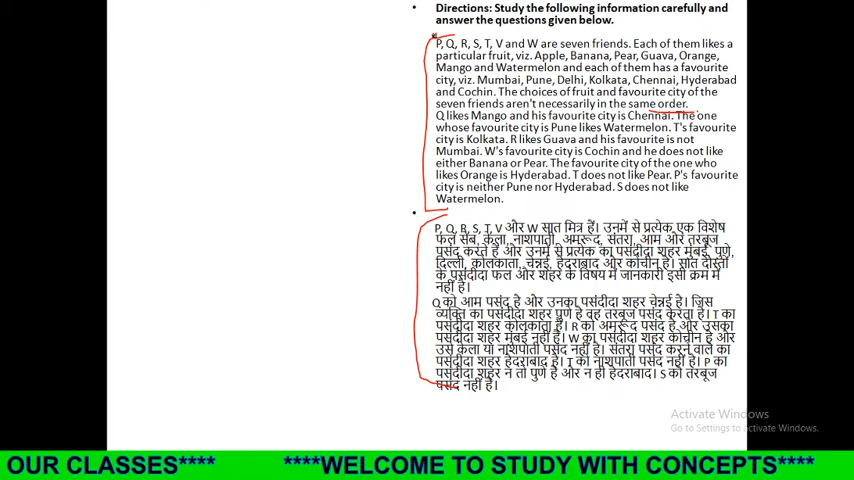 Directions: Study the following information carefully and
answer the questions given below.
P, Q, R, S, T, V and W are seven friends. Each of them likes a
particular fruit, viz. Apple, Banana, Pear, Guava, Orange,
Mango and Watermelon and each of them has a favourite
city, viz. Mumbai, Pune, Delhi, Kolkata, Chennai, Hyderabad
and Cochin. The choices of fruit and favourite city of the
seven friends aren't necessarily in the same order.
Q likes Mango and his favourite city is Chennai. The one
whose favourite city is Pune likes Watermelon. T's favourite
city is Kolkata. R likes Guava and his favourite is not
Mumbai. W's favourite city is Cochin and he does not like
either Banana or Pear. The favourite city of the one who
likes Orange is Hyderabad. T does not like Pear. P's favourite
city is neither Pune nor Hyderabad. S does not like
Watermelon.
P, Q, R, S, T, V और W सात मित्र हैं। उनमें से प्रत्येक एक विशेष
फल सेब, केला, नाशपाती, अमरूद, संतरा, आम और तरबूज
पसंद करते हैं और उनमें से प्रत्येक का पसंदीदा शहर मुंबई, पुणे,
दिल्ली, कोलकाता, चेन्नई, हैदराबाद और कोचीन है। सात दोस्तों
के पसंदीदा फल और शहर के विषय में जानकारी इसी क्रम में
नहीं है।
Q को आम पसंद है और उनका पसंदीदा शहर चेन्नई है। जिस
व्यक्ति का पसंदीदा शहर पुणे है वह तरबूज पसंद करता है। T का
पसंदीदा शहर कोलकाता है। R को अमरूद पसंद है और उसका
पसंदीदा शहर मुंबई नहीं है। W का पसंदीदा शहर कोचीन है और
उसे केला या नाशपाती पसंद नहीं है। संतरा पसंद करने वाले का
पसंदीदा शहर हैदराबाद है। T को नाशपाती पसंद नहीं है। P का
पसंदीदा शहर न तो पुणे है और न ही हैदराबाद। S को तरबूज
पसंद नहीं है।
Activate Windows
Go to Settings to activate Windows.
OUR CLASSES**** ****WELCOME TO STUDY WITH CONCEPTS****